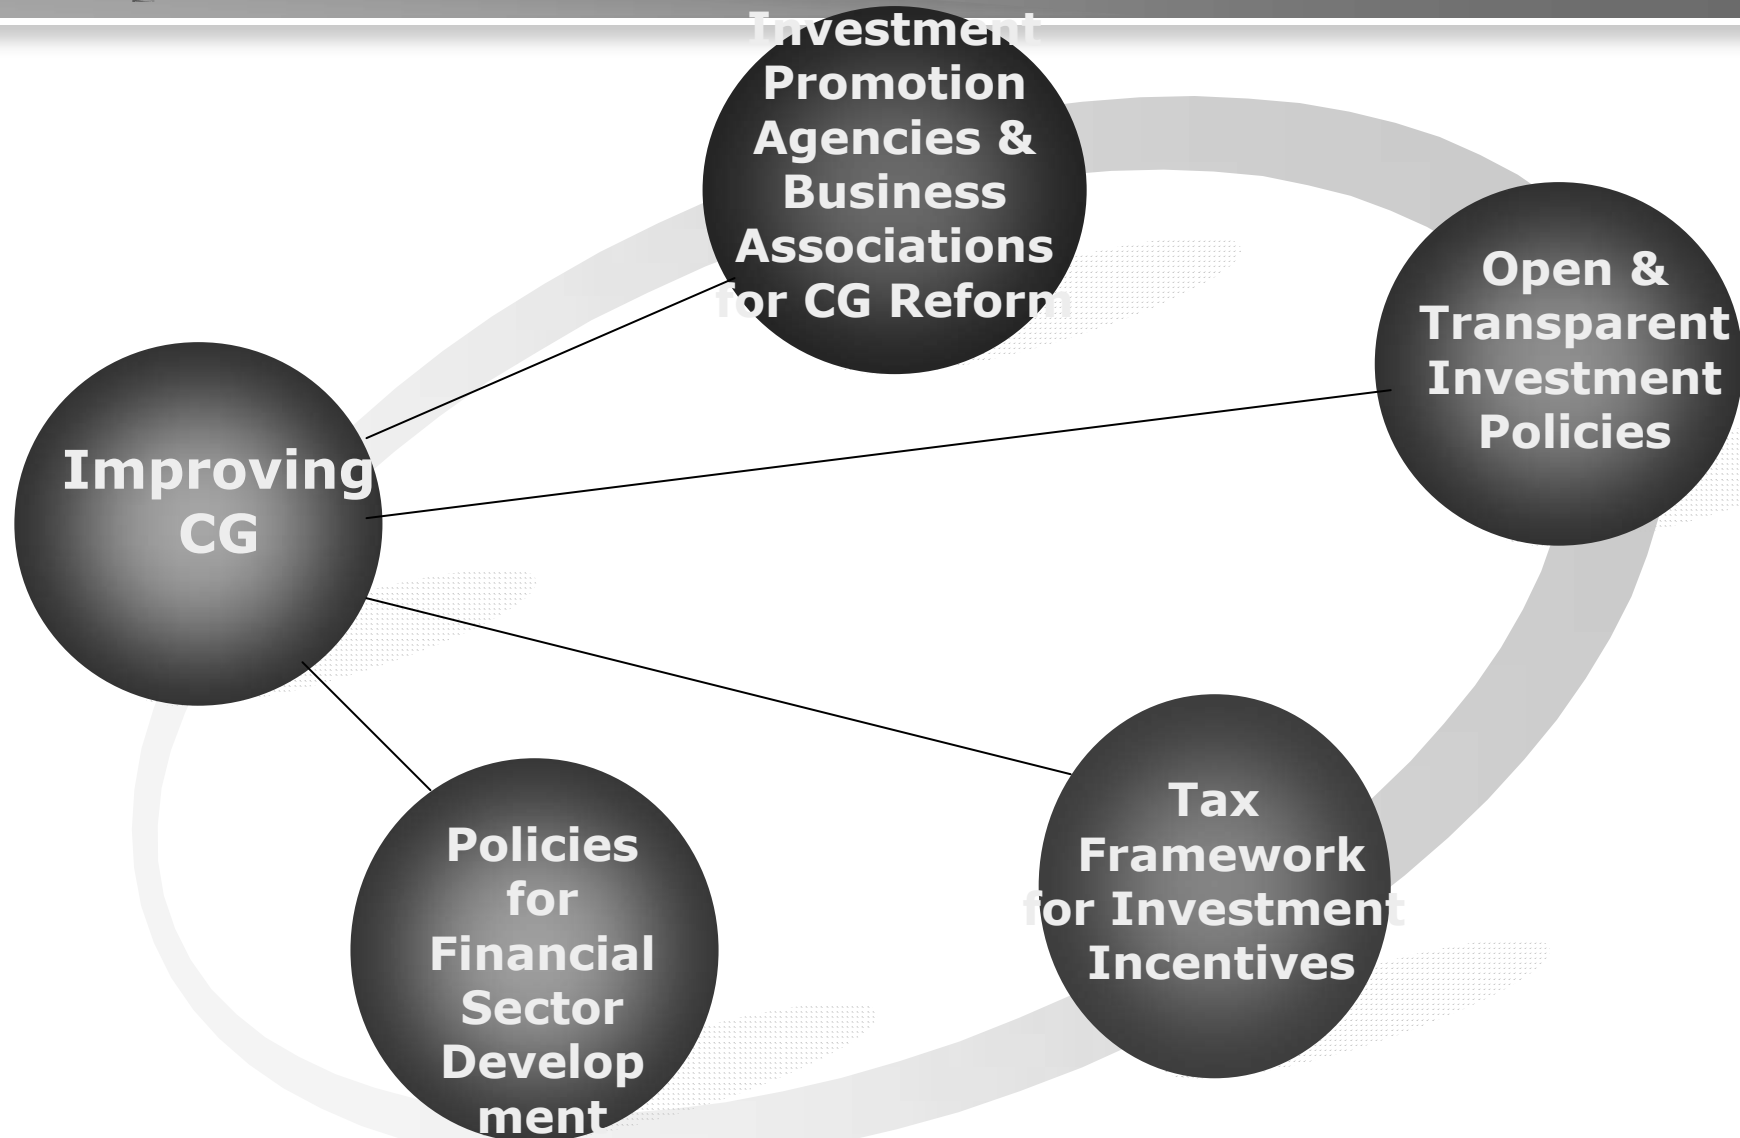 Investment
Promotion
Agencies &
Business
Associations
for CG Reform
Open &
Transparent
Investment
Policies
Improving
CG
Tax
Framework
for Investment
Incentives
Policies
for
Financial
Sector
Develop
ment